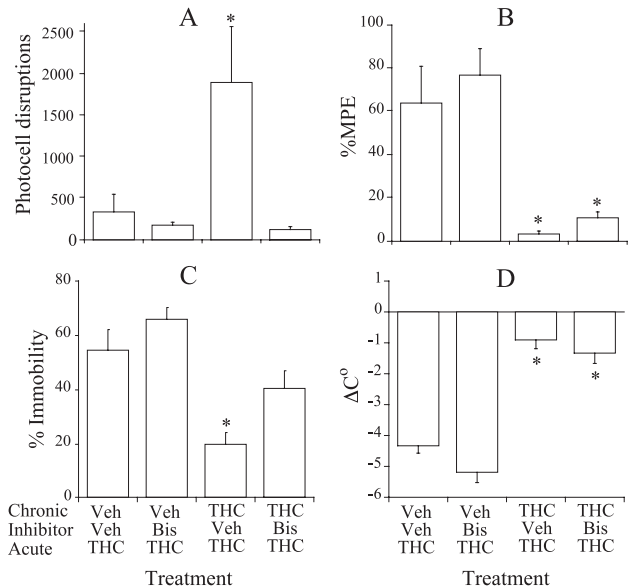 A
Photocell disruptions
2500
2000
1500
1000
500
0
*
B
%MPE
100
80
60
40
20
0
*
*
C
% Immobility
80
60
40
20
0
*
D
ΔC°
1
0
-1
-2
-3
-4
-5
-6
*
*
Chronic Veh Veh THC THC
Inhibitor Veh Bis Veh Bis
Acute THC THC THC THC
Treatment
Veh Veh THC THC
Veh Bis Veh Bis
THC THC THC THC
Treatment